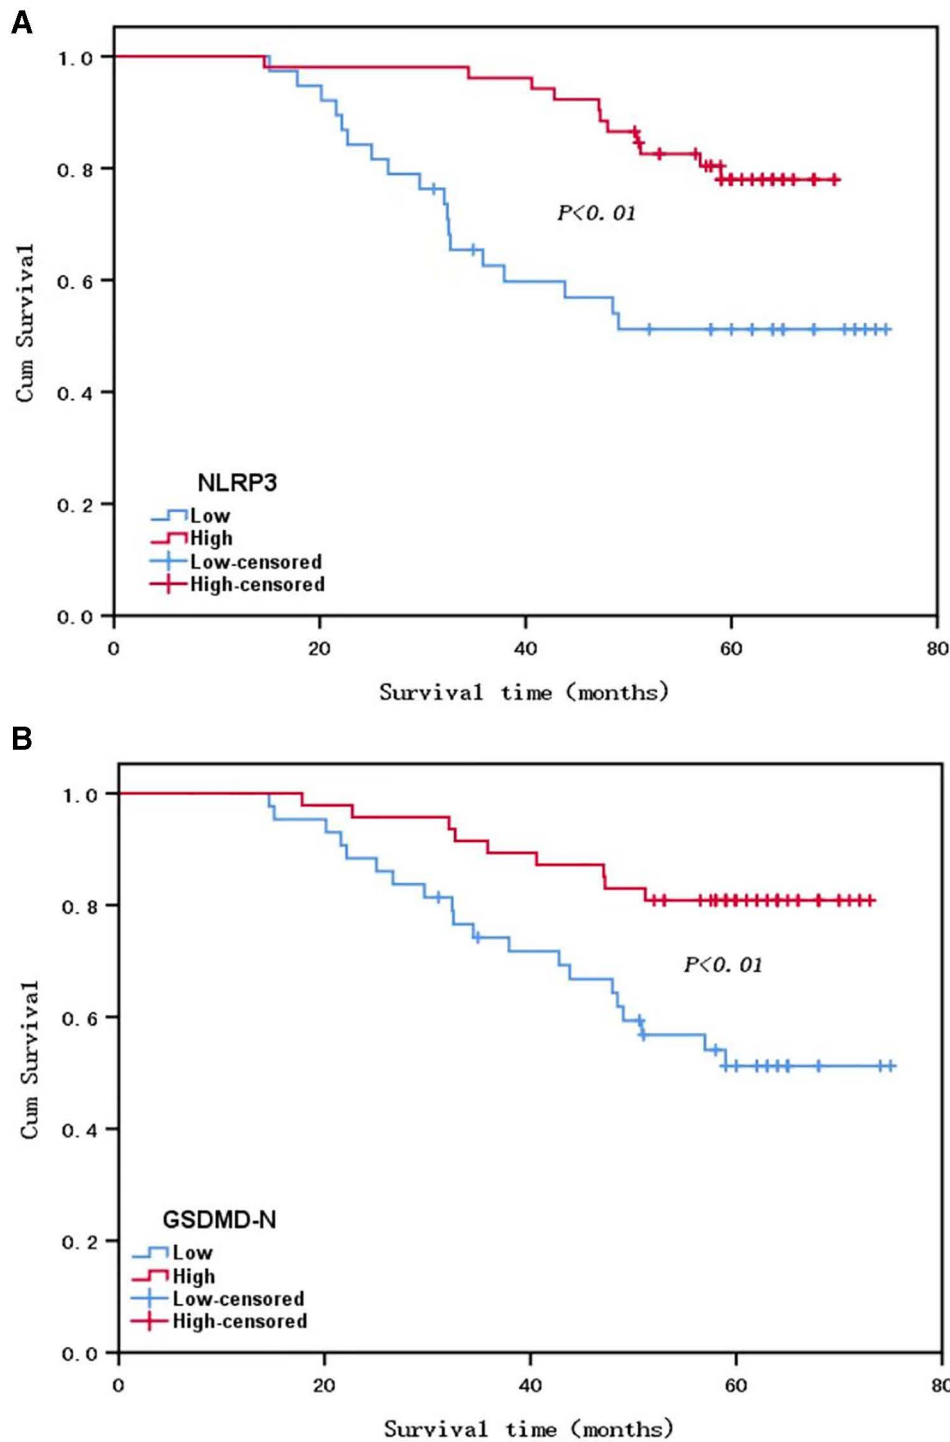 A
1.0
0.8
0.6
0.4
0.2
0.0
Cum Survival
P<0.01
NLRP3
Low
High
Low-censored
High-censored
0 20 40 60 80
Survival time (months)
B
1.0
0.8
0.6
0.4
0.2
0.0
Cum Survival
P<0.01
GSDMD-N
Low
High
Low-censored
High-censored
0 20 40 60 80
Survival time (months)